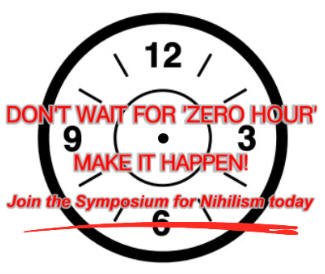 12
DON'T WAIT FOR 'ZERO HOUR'
9 3
MAKE IT HAPPEN!
Join the Symposium for Nihilism today
6